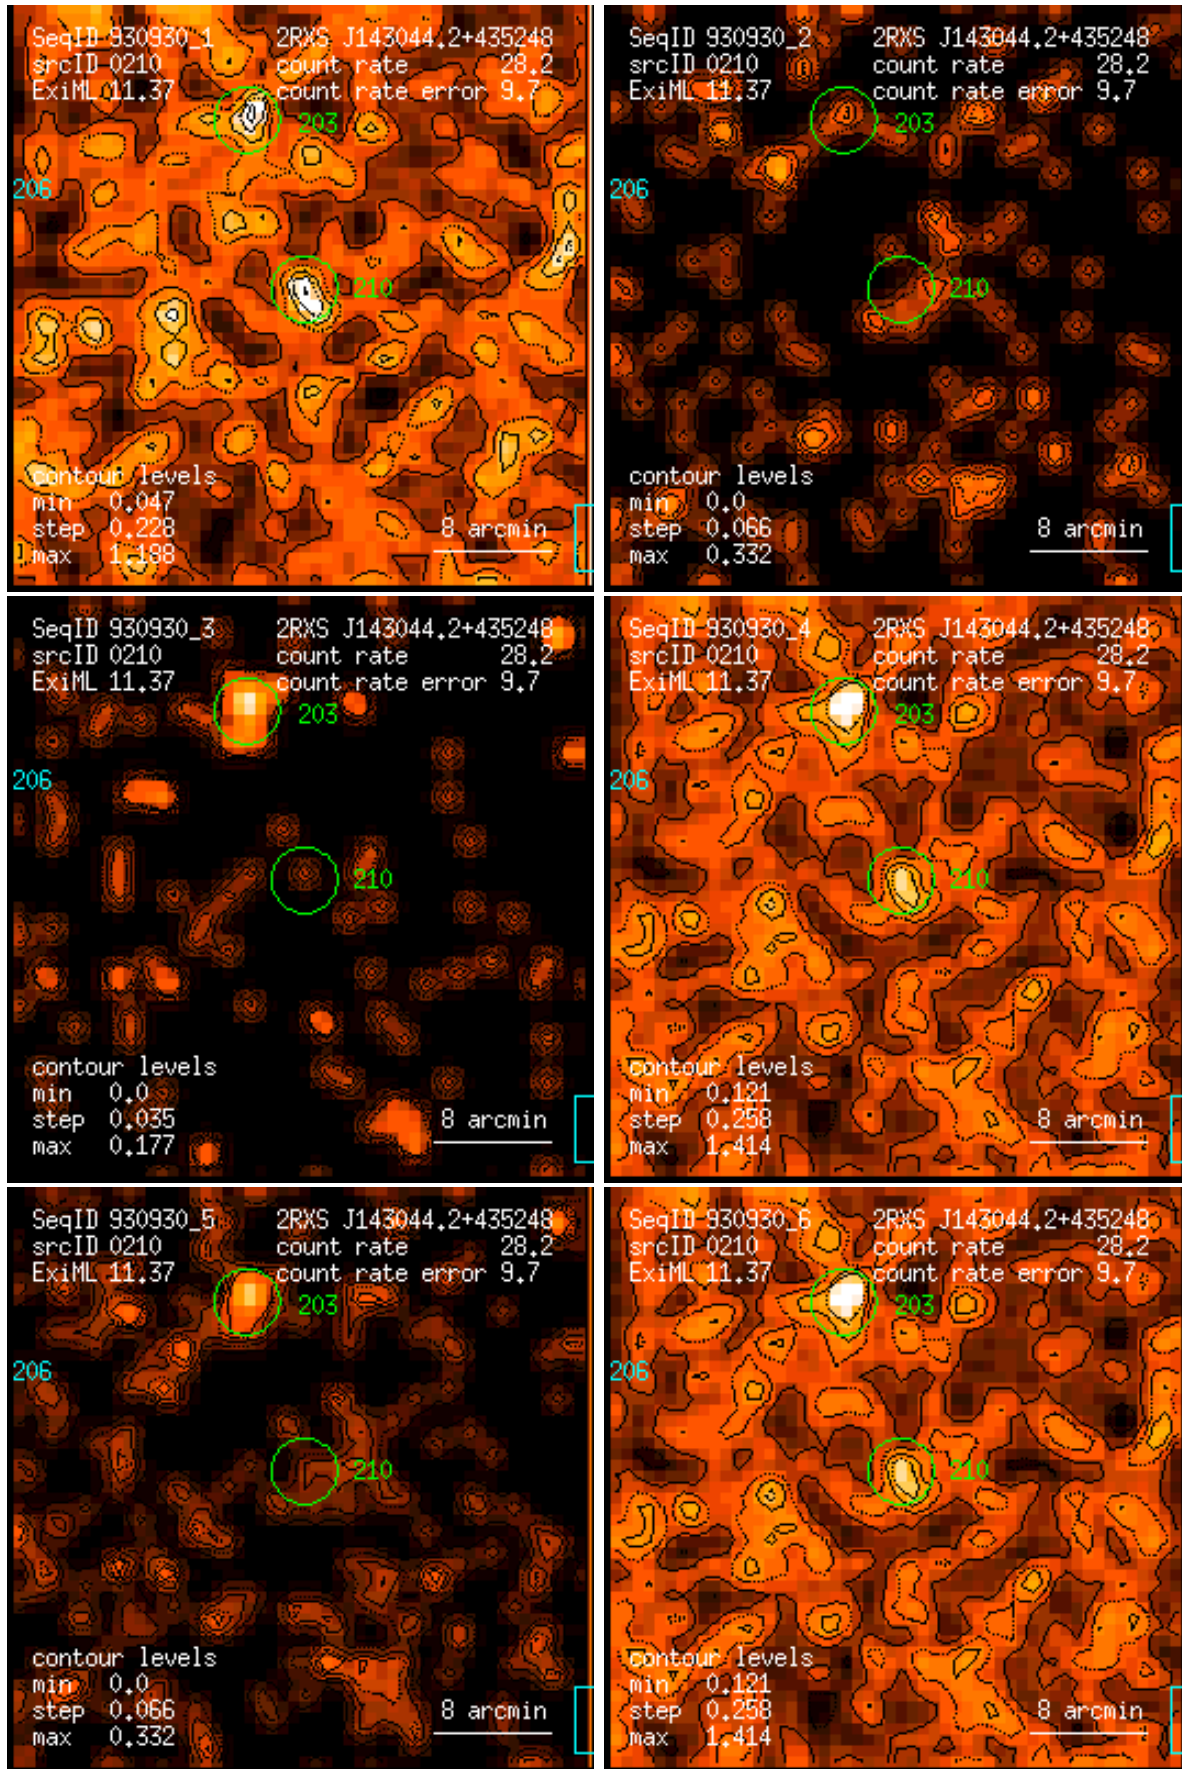 SeqID 930930_1 2RXS J143044.2+435248
srcID 0210 count rate 28.2
ExiML 11.37 count rate error 9.7
203
206
210
contour levels
min 0.047
step 0.228 8 arcmin
max 1.188
SeqID 930930_2 2RXS J143044.2+435248
srcID 0210 count rate 28.2
ExiML 11.37 count rate error 9.7
203
206
210
contour levels
min 0.0
step 0.066 8 arcmin
max 0.332
SeqID 930930_3 2RXS J143044.2+435248
srcID 0210 count rate 28.2
ExiML 11.37 count rate error 9.7
203
206
210
contour levels
min 0.0
step 0.035 8 arcmin
max 0.177
SeqID 930930_4 2RXS J143044.2+435248
srcID 0210 count rate 28.2
ExiML 11.37 count rate error 9.7
203
206
210
contour levels
min 0.121
step 0.258 8 arcmin
max 1.414
SeqID 930930_5 2RXS J143044.2+435248
srcID 0210 count rate 28.2
ExiML 11.37 count rate error 9.7
203
206
210
contour levels
min 0.0
step 0.066 8 arcmin
max 0.332
SeqID 930930_6 2RXS J143044.2+435248
srcID 0210 count rate 28.2
ExiML 11.37 count rate error 9.7
203
206
210
contour levels
min 0.121
step 0.258 8 arcmin
max 1.414